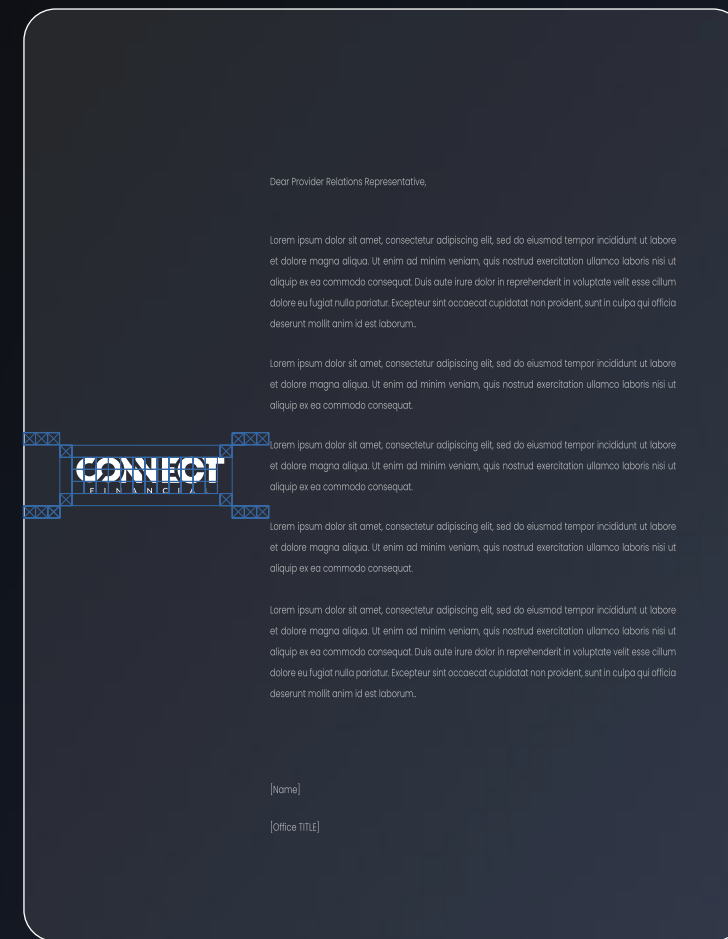 Dear Provider Relations Representative,
Lorem ipsum dolor sit amet, consectetur adipiscing elit, sed do eiusmod tempor incididunt ut labore
et dolore magna aliqua. Ut enim ad minim veniam, quis nostrud exercitation ullamco laboris nisi ut
aliquip ex ea commodo consequat. Duis aute irure dolor in reprehenderit in voluptate velit esse cillum
dolore eu fugiat nulla pariatur. Excepteur sint occaecat cupidatat non proident, sunt in culpa qui officia
deserunt mollit anim id est laborum..
Lorem ipsum dolor sit amet, consectetur adipiscing elit, sed do eiusmod tempor incididunt ut labore
et dolore magna aliqua. Ut enim ad minim veniam, quis nostrud exercitation ullamco laboris nisi ut
aliquip ex ea commodo consequat.
CONNECT
FINANCIAL
Lorem ipsum dolor sit amet, consectetur adipiscing elit, sed do eiusmod tempor incididunt ut labore
et dolore magna aliqua. Ut enim ad minim veniam, quis nostrud exercitation ullamco laboris nisi ut
aliquip ex ea commodo consequat.
Lorem ipsum dolor sit amet, consectetur adipiscing elit, sed do eiusmod tempor incididunt ut labore
et dolore magna aliqua. Ut enim ad minim veniam, quis nostrud exercitation ullamco laboris nisi ut
aliquip ex ea commodo consequat.
Lorem ipsum dolor sit amet, consectetur adipiscing elit, sed do eiusmod tempor incididunt ut labore
et dolore magna aliqua. Ut enim ad minim veniam, quis nostrud exercitation ullamco laboris nisi ut
aliquip ex ea commodo consequat. Duis aute irure dolor in reprehenderit in voluptate velit esse cillum
dolore eu fugiat nulla pariatur. Excepteur sint occaecat cupidatat non proident, sunt in culpa qui officia
deserunt mollit anim id est laborum..
[Name]
[Office TITLE]